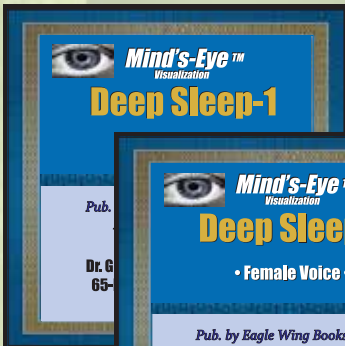 Mind's-Eye™
Visualization
Deep Sleep-1
Pub.
Dr. G
65-
Mind's-Eye
Visualization
Deep Slee
• Female Voice •
Pub. by Eagle Wing Books